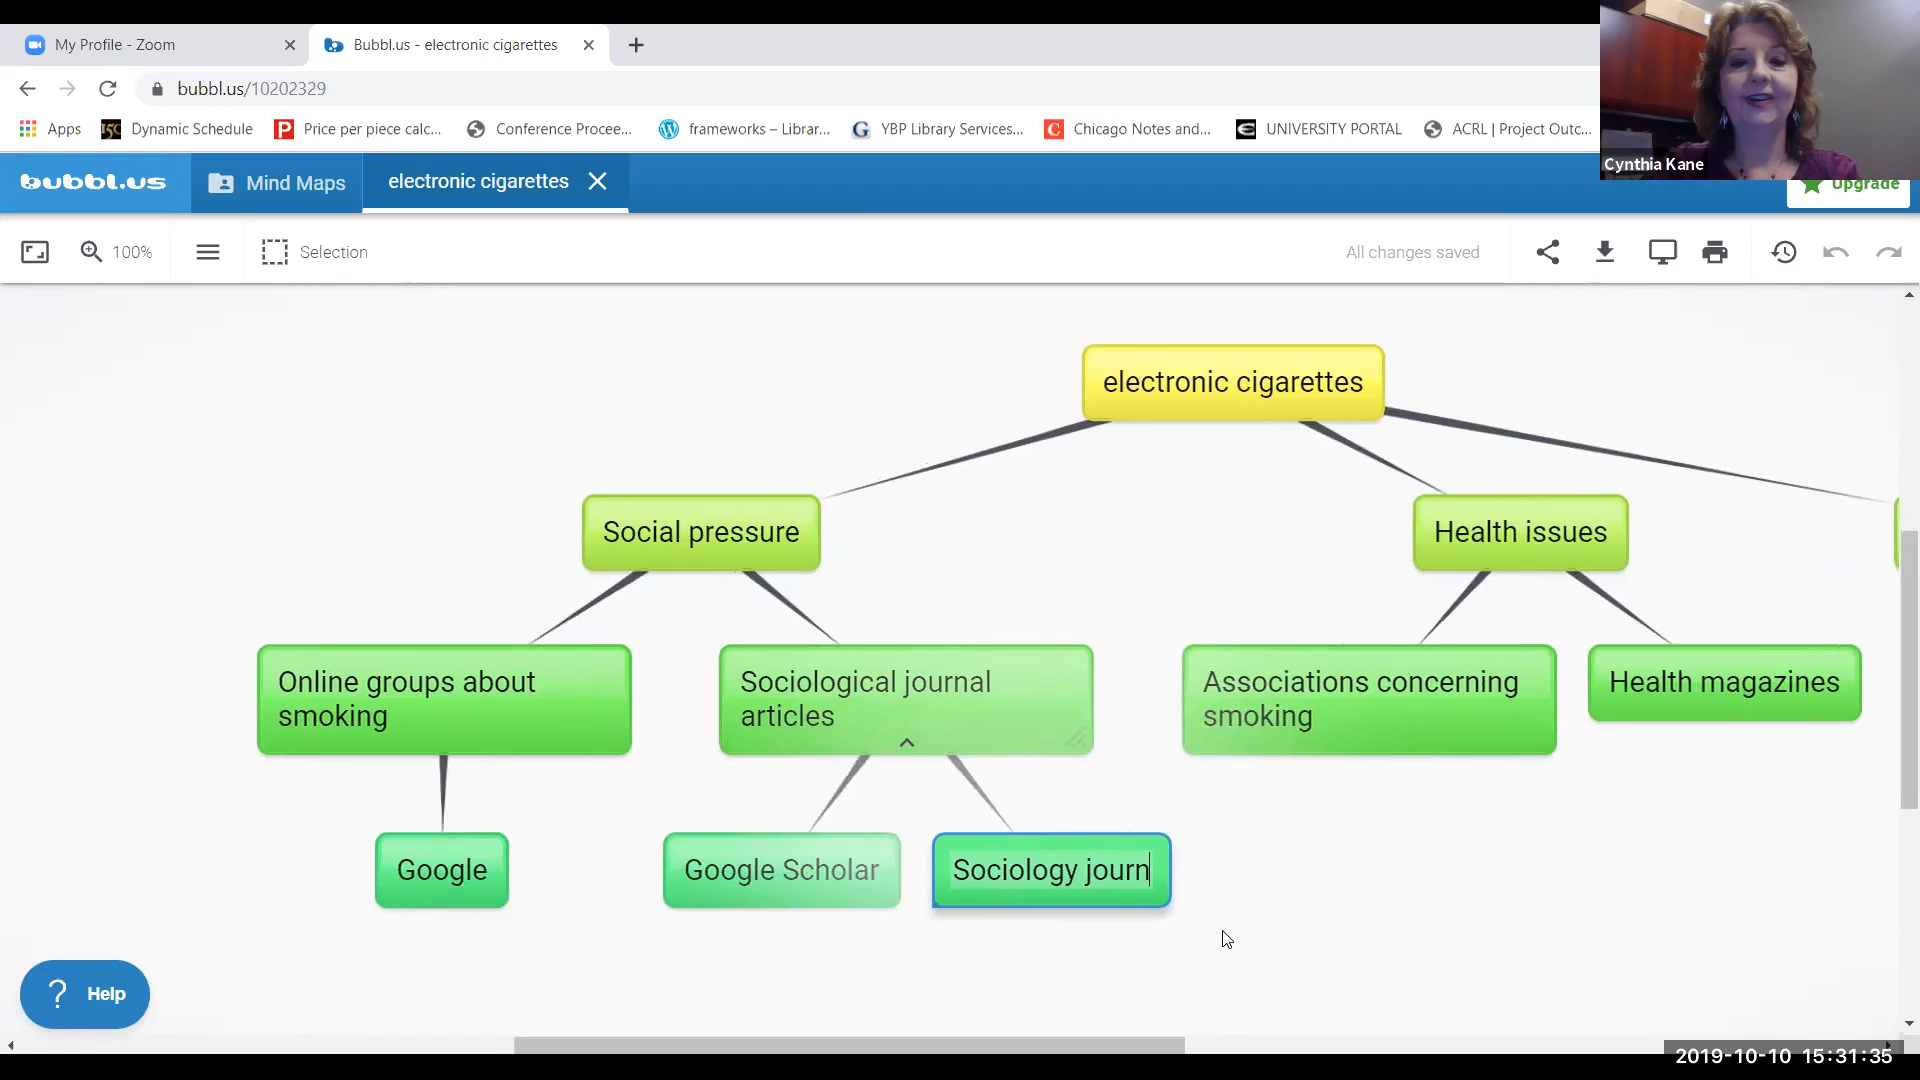 My Profile - Zoom
Bubbl.us - electronic cigarettes
bubbl.us/10202329
Apps
Dynamic Schedule
Price per piece calc...
Conference Procee...
frameworks – Librar...
YBP Library Services...
Chicago Notes and...
UNIVERSITY PORTAL
ACRL | Project Outc...
Cynthia Kane
bubbl.us
Mind Maps
electronic cigarettes
Upgrade
100%
Selection
All changes saved
electronic cigarettes
Social pressure
Health issues
Online groups about
smoking
Sociological journal
articles
Associations concerning
smoking
Health magazines
Google
Google Scholar
Sociology journ
? Help
2019-10-10 15:31:35